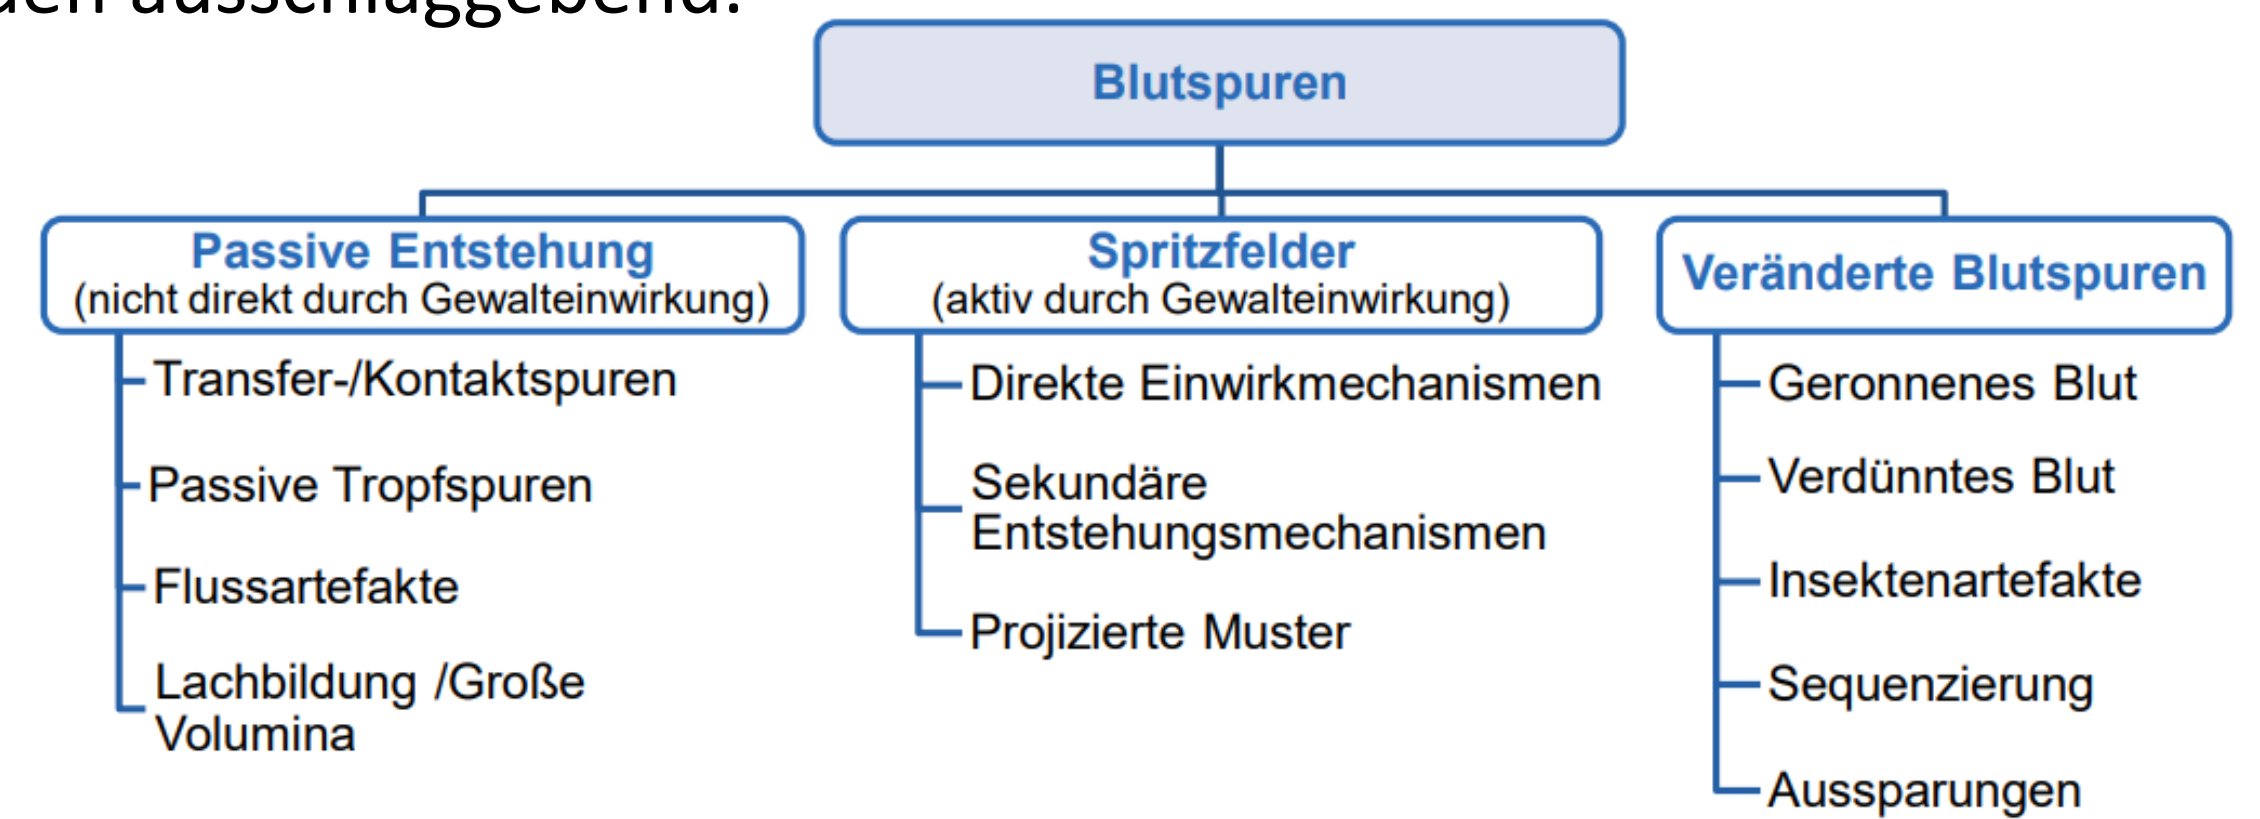 ausschlaggebend.
Blutspuren
Passive Entstehung
(nicht direkt durch Gewalteinwirkung)
Transfer-/Kontaktspuren
Passive Tropfspuren
Flussartefakte
Lachbildung /Große
Volumina
Spritzfelder
(aktiv durch Gewalteinwirkung)
Direkte Einwirkmechanismen
Sekundäre
Entstehungsmechanismen
Projizierte Muster
Veränderte Blutspuren
Geronnenes Blut
Verdünntes Blut
Insektenartefakte
Sequenzierung
Aussparungen